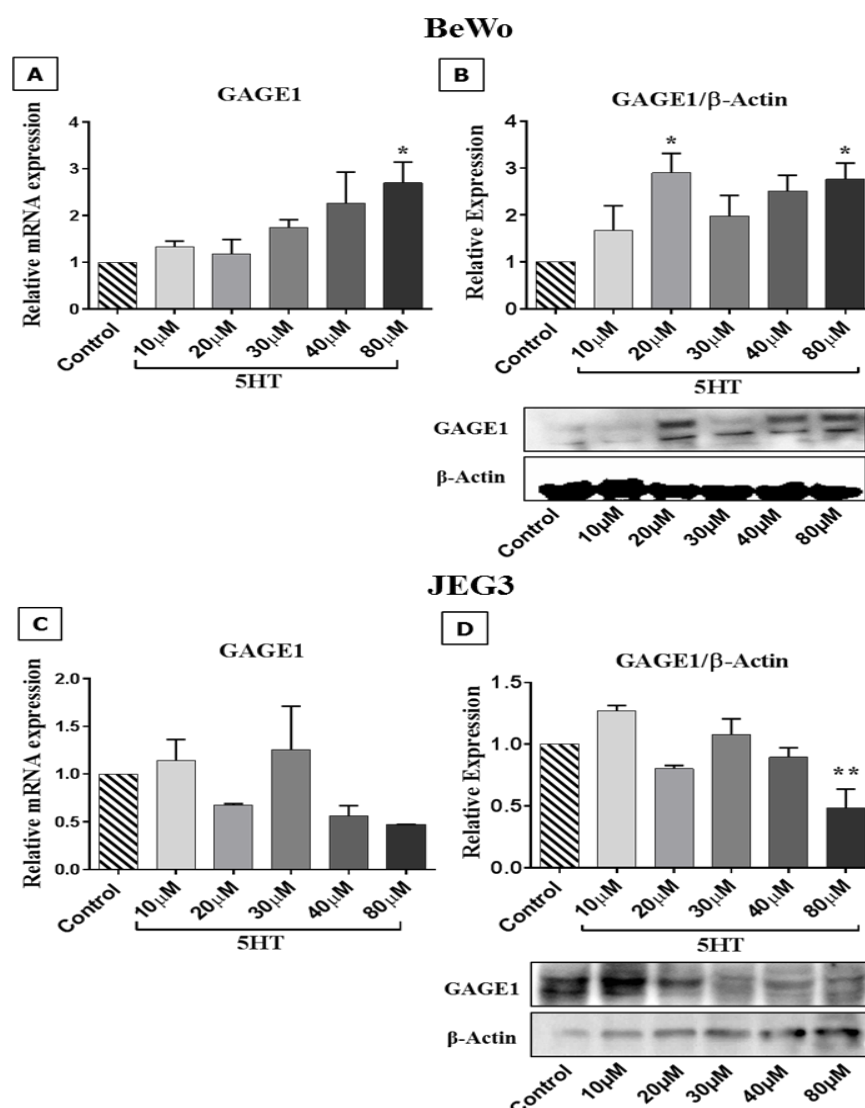 BeWo
A
GAGE1
Relative mRNA expression
4
3
2
1
0
*
Control
10µM
20µM
30µM
40µM
80µM
5HT
B
GAGE1/β-Actin
Relative Expression
4
3
2
1
0
*
*
Control
10µM
20µM
30µM
40µM
80µM
5HT
GAGE1
β-Actin
Control
10µM
20µM
30µM
40µM
80µM
JEG3
C
GAGE1
Relative mRNA expression
2.0
1.5
1.0
0.5
0.0
Control
10µM
20µM
30µM
40µM
80µM
5HT
D
GAGE1/β-Actin
Relative Expression
1.5
1.0
0.5
0.0
**
Control
10µM
20µM
30µM
40µM
80µM
5HT
GAGE1
β-Actin
Control
10µM
20µM
30µM
40µM
80µM